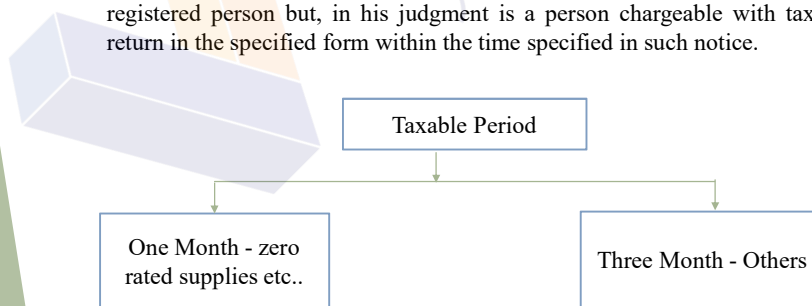 registered person but, in his judgment is a person chargeable with tax
return in the specified form within the time specified in such notice.
Taxable Period
One Month - zero
rated supplies etc..
Three Month - Others